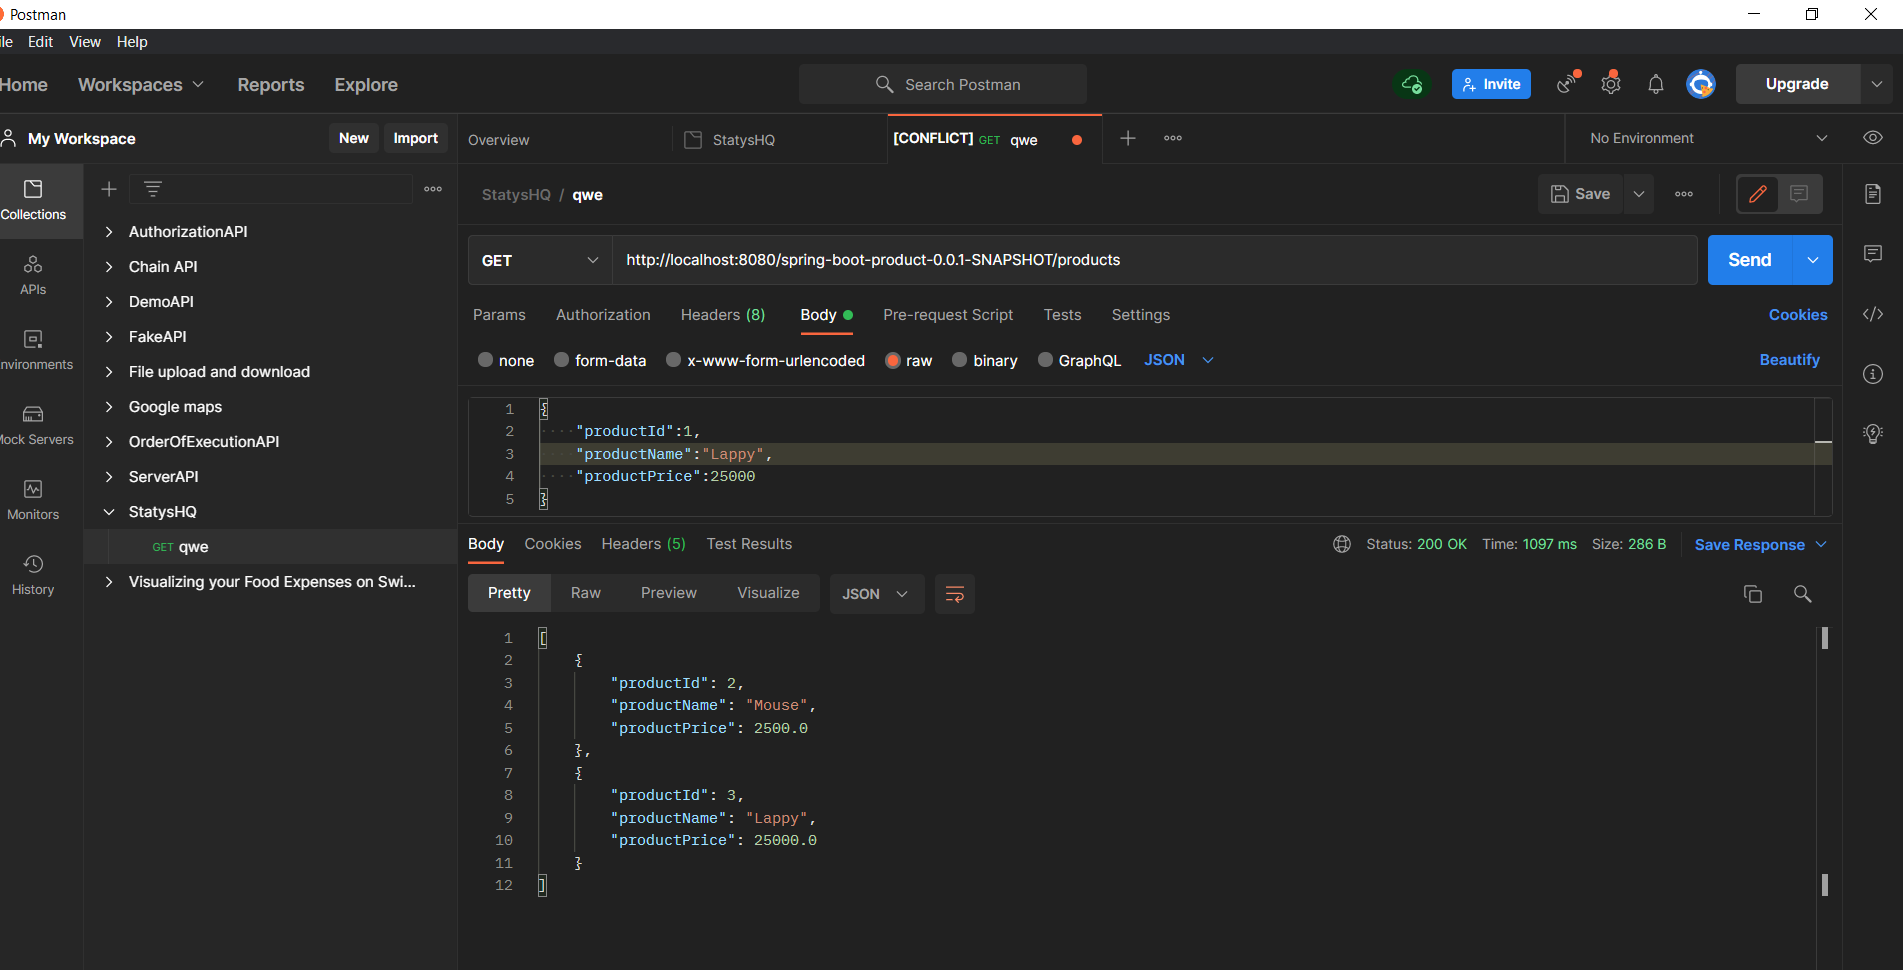 Postman
ile Edit View Help
Home Workspaces Reports Explore
Search Postman
Invite
Upgrade
My Workspace
New Import
Overview
StatysHQ
[CONFLICT] GET qwe
No Environment
Collections
APIs
nvironments
Mock Servers
Monitors
History
AuthorizationAPI
Chain API
DemoAPI
FakeAPI
File upload and download
Google maps
OrderOfExecutionAPI
ServerAPI
StatysHQ
GET qwe
Visualizing your Food Expenses on Swi...
StatysHQ / qwe
Save
GET
http://localhost:8080/spring-boot-product-0.0.1-SNAPSHOT/products
Send
Params Authorization Headers (8) Body Pre-request Script Tests Settings
Cookies
none form-data x-www-form-urlencoded raw binary GraphQL JSON
Beautify
1 {
2 "productId":1,
3 "productName":"Lappy",
4 "productPrice":25000
5 }
Body Cookies Headers (5) Test Results
Status: 200 OK Time: 1097 ms Size: 286 B
Save Response
Pretty Raw Preview Visualize JSON
1 [
2 {
3 "productId": 2,
4 "productName": "Mouse",
5 "productPrice": 2500.0
6 },
7 {
8 "productId": 3,
9 "productName": "Lappy",
10 "productPrice": 25000.0
11 }
12 ]